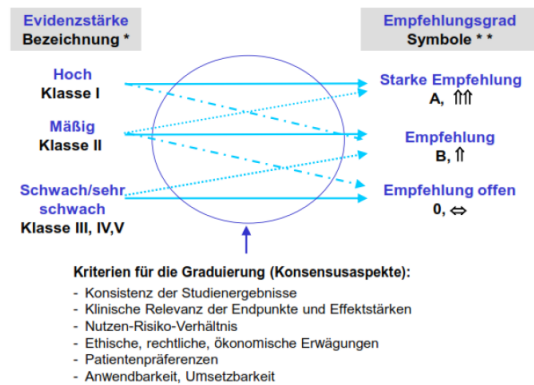 Evidenzstärke
Bezeichnung *
Empfehlungsgrad
Symbole * *
Hoch
Klasse I
Starke Empfehlung
A, ⇑⇑
Mäßig
Klasse II
Empfehlung
B, ⇑
Schwach/sehr
schwach
Klasse III, IV,V
Empfehlung offen
0, ⇔
Kriterien für die Graduierung (Konsensusaspekte):
- Konsistenz der Studienergebnisse
- Klinische Relevanz der Endpunkte und Effektstärken
- Nutzen-Risiko-Verhältnis
- Ethische, rechtliche, ökonomische Erwägungen
- Patientenpräferenzen
- Anwendbarkeit, Umsetzbarkeit